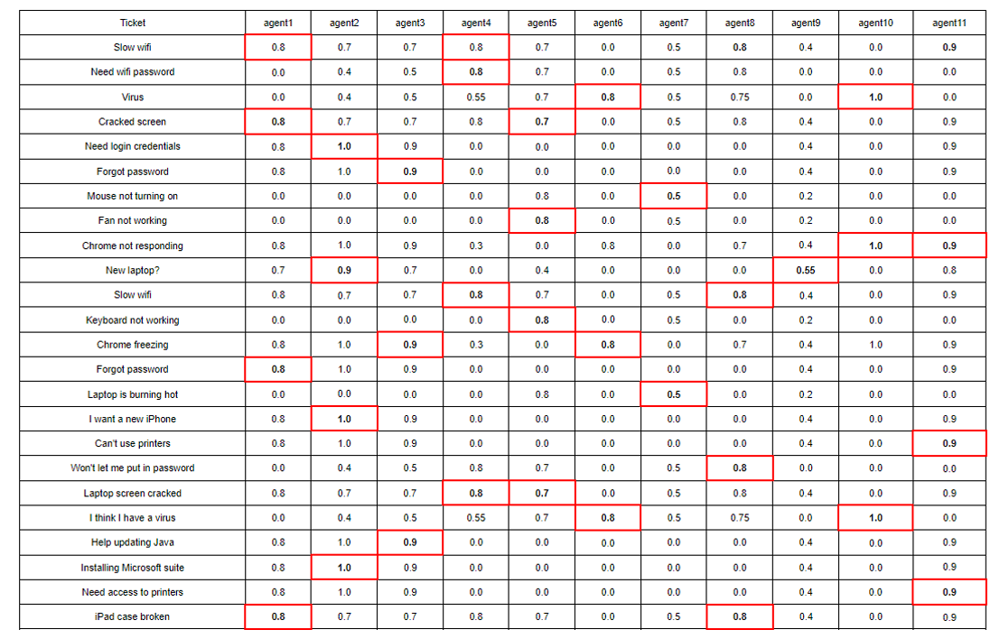 Ticket agent1 agent2 agent3 agent4 agent5 agent6 agent7 agent8 agent9 agent10 agent11
Slow wifi 0.8 0.7 0.7 0.8 0.7 0.0 0.5 0.8 0.4 0.0 0.9
Need wifi password 0.0 0.4 0.5 0.8 0.7 0.0 0.5 0.8 0.0 0.0 0.0
Virus 0.0 0.4 0.5 0.55 0.7 0.8 0.5 0.75 0.0 1.0 0.0
Cracked screen 0.8 0.7 0.7 0.8 0.7 0.0 0.5 0.8 0.4 0.0 0.9
Need login credentials 0.8 1.0 0.9 0.0 0.0 0.0 0.0 0.0 0.4 0.0 0.9
Forgot password 0.8 1.0 0.9 0.0 0.0 0.0 0.0 0.0 0.4 0.0 0.9
Mouse not turning on 0.0 0.0 0.0 0.0 0.8 0.0 0.5 0.0 0.2 0.0 0.0
Fan not working 0.0 0.0 0.0 0.0 0.8 0.0 0.5 0.0 0.2 0.0 0.0
Chrome not responding 0.8 1.0 0.9 0.3 0.0 0.8 0.0 0.7 0.4 1.0 0.9
New laptop? 0.7 0.9 0.7 0.0 0.4 0.0 0.0 0.0 0.55 0.0 0.8
Slow wifi 0.8 0.7 0.7 0.8 0.7 0.0 0.5 0.8 0.4 0.0 0.9
Keyboard not working 0.0 0.0 0.0 0.0 0.8 0.0 0.5 0.0 0.2 0.0 0.0
Chrome freezing 0.8 1.0 0.9 0.3 0.0 0.8 0.0 0.7 0.4 1.0 0.9
Forgot password 0.8 1.0 0.9 0.0 0.0 0.0 0.0 0.0 0.4 0.0 0.9
Laptop is burning hot 0.0 0.0 0.0 0.0 0.8 0.0 0.5 0.0 0.2 0.0 0.0
I want a new iPhone 0.8 1.0 0.9 0.0 0.0 0.0 0.0 0.0 0.4 0.0 0.9
Can't use printers 0.8 1.0 0.9 0.0 0.0 0.0 0.0 0.0 0.4 0.0 0.9
Won't let me put in password 0.0 0.4 0.5 0.8 0.7 0.0 0.5 0.8 0.0 0.0 0.0
Laptop screen cracked 0.8 0.7 0.7 0.8 0.7 0.0 0.5 0.8 0.4 0.0 0.9
I think I have a virus 0.0 0.4 0.5 0.55 0.7 0.8 0.5 0.75 0.0 1.0 0.0
Help updating Java 0.8 1.0 0.9 0.0 0.0 0.0 0.0 0.0 0.4 0.0 0.9
Installing Microsoft suite 0.8 1.0 0.9 0.0 0.0 0.0 0.0 0.0 0.4 0.0 0.9
Need access to printers 0.8 1.0 0.9 0.0 0.0 0.0 0.0 0.0 0.4 0.0 0.9
iPad case broken 0.8 0.7 0.7 0.8 0.7 0.0 0.5 0.8 0.4 0.0 0.9